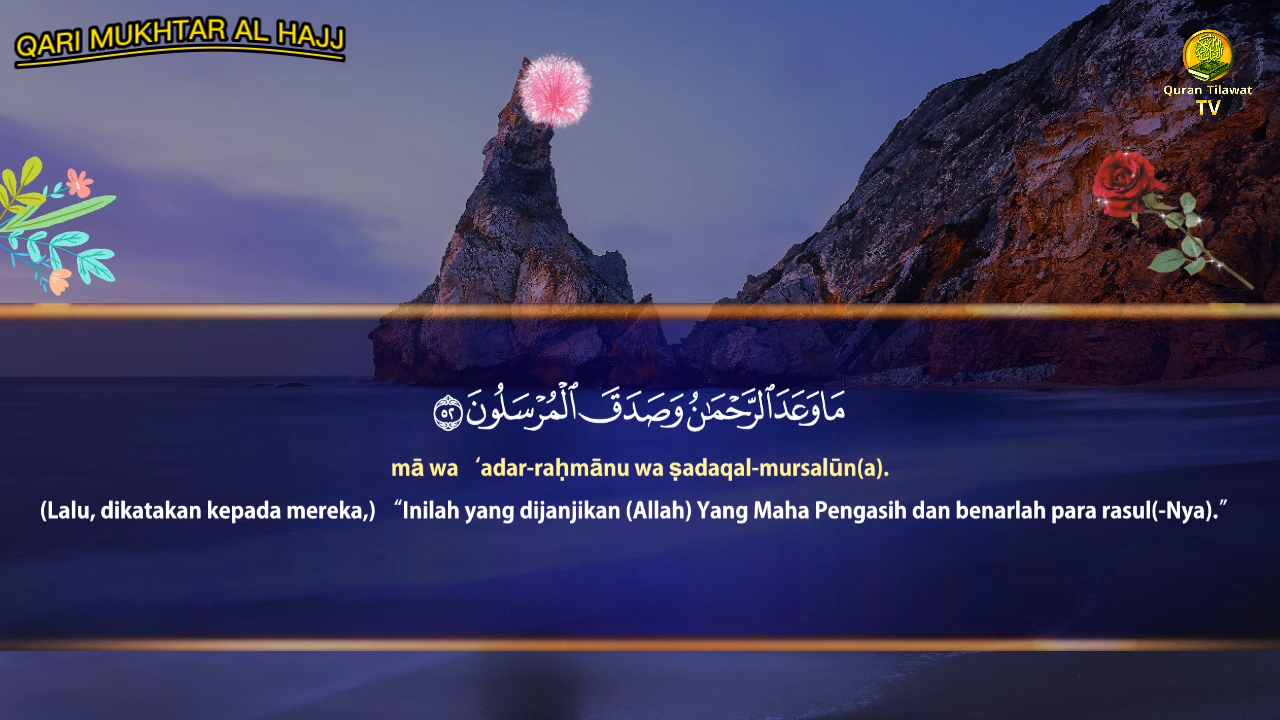 QARI MUKHTAR AL HAJJ
Quran Tilawat
TV
مَا وَعَدَ ٱلرَّحْمَـٰنُ وَصَدَقَ ٱلْمُرْسَلُونَ ٥٢
mā wa ‘adar-raḥmānu wa ṣadaqal-mursalūn(a).
(Lalu, dikatakan kepada mereka,) “Inilah yang dijanjikan (Allah) Yang Maha Pengasih dan benarlah para rasul(-Nya).”